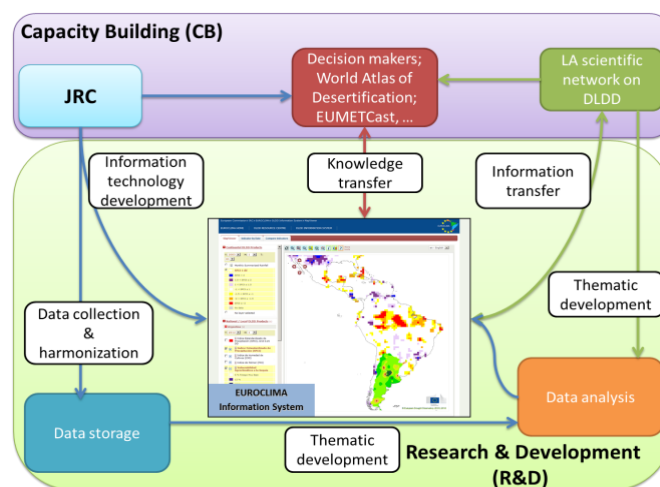 Capacity Building (CB)
JRC
Decision makers;
World Atlas of
Desertification;
EUMETCast, ...
LA scientific
network on
DLDD
Information
technology
development
Knowledge
transfer
Information
transfer
Data collection
&
harmonization
Thematic
development
EUROCLIMA
Information System
Data storage
Thematic
development
Data analysis
Research & Development
(R&D)